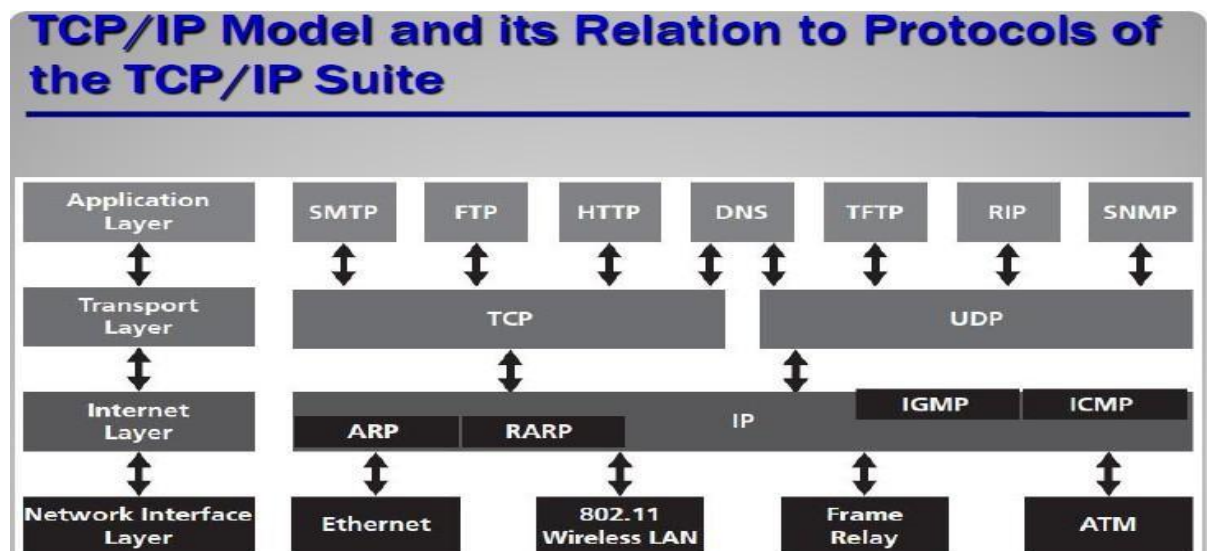 TCP/IP Model and its Relation to Protocols of
the TCP/IP Suite
Application
Layer
SMTP
FTP
HTTP
DNS
TFTP
RIP
SNMP
Transport
Layer
TCP
UDP
Internet
Layer
ARP
RARP
IP
IGMP
ICMP
Network Interface
Layer
Ethernet
802.11
Wireless LAN
Frame
Relay
ATM